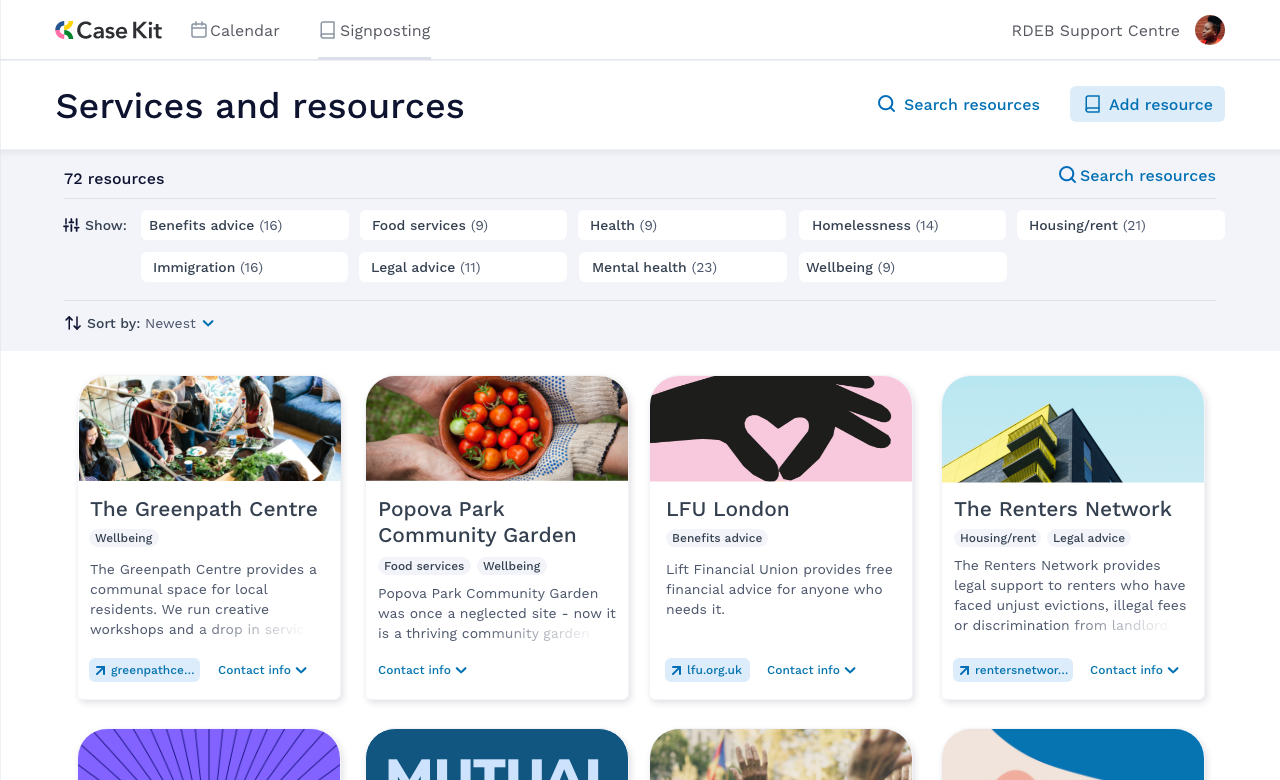 Case Kit
Calendar
Signposting
RDEB Support Centre
Services and resources
Search resources
Add resource
72 resources
Search resources
Show:
Benefits advice (16)
Food services (9)
Health (9)
Homelessness (14)
Housing/rent (21)
Immigration (16)
Legal advice (11)
Mental health (23)
Wellbeing (9)
Sort by: Newest
The Greenpath Centre
Wellbeing
The Greenpath Centre provides a
communal space for local
residents. We run creative
workshops and a drop in servic
greenpathce...
Contact info
Popova Park
Community Garden
Food services
Wellbeing
Popova Park Community Garden
was once a neglected site - now it
is a thriving community garden
Contact info
LFU London
Benefits advice
Lift Financial Union provides free
financial advice for anyone who
needs it.
lfu.org.uk
Contact info
The Renters Network
Housing/rent
Legal advice
The Renters Network provides
legal support to renters who have
faced unjust evictions, illegal fees
or discrimination from landlord
rentersnetwor...
Contact info
MUTUAL